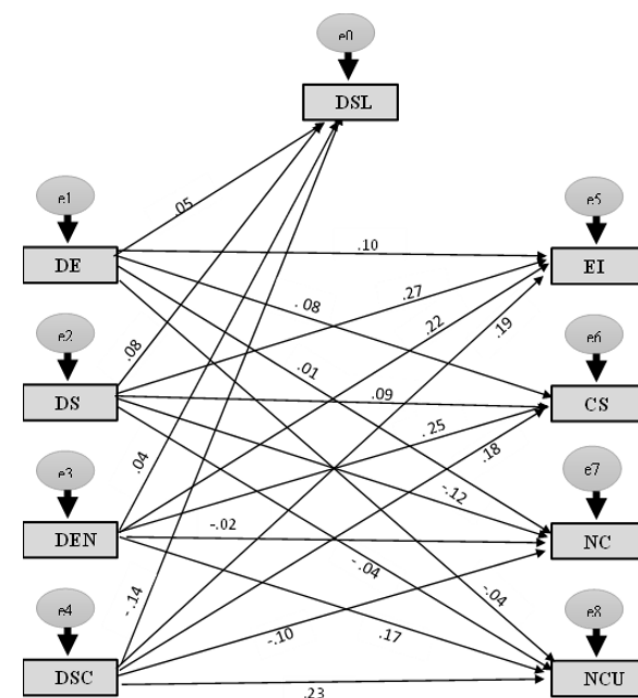 e0
DSL
e1
.05
e5
DE
.10
EI
.27
.08
.22
.19
e2
.08
e6
DS
.01
.09
CS
.25
.18
e3
.04
e7
-.12
DEN
-.02
NC
-.04
e4
-.14
-.04
e8
-.10
.17
DSC
.23
NCU